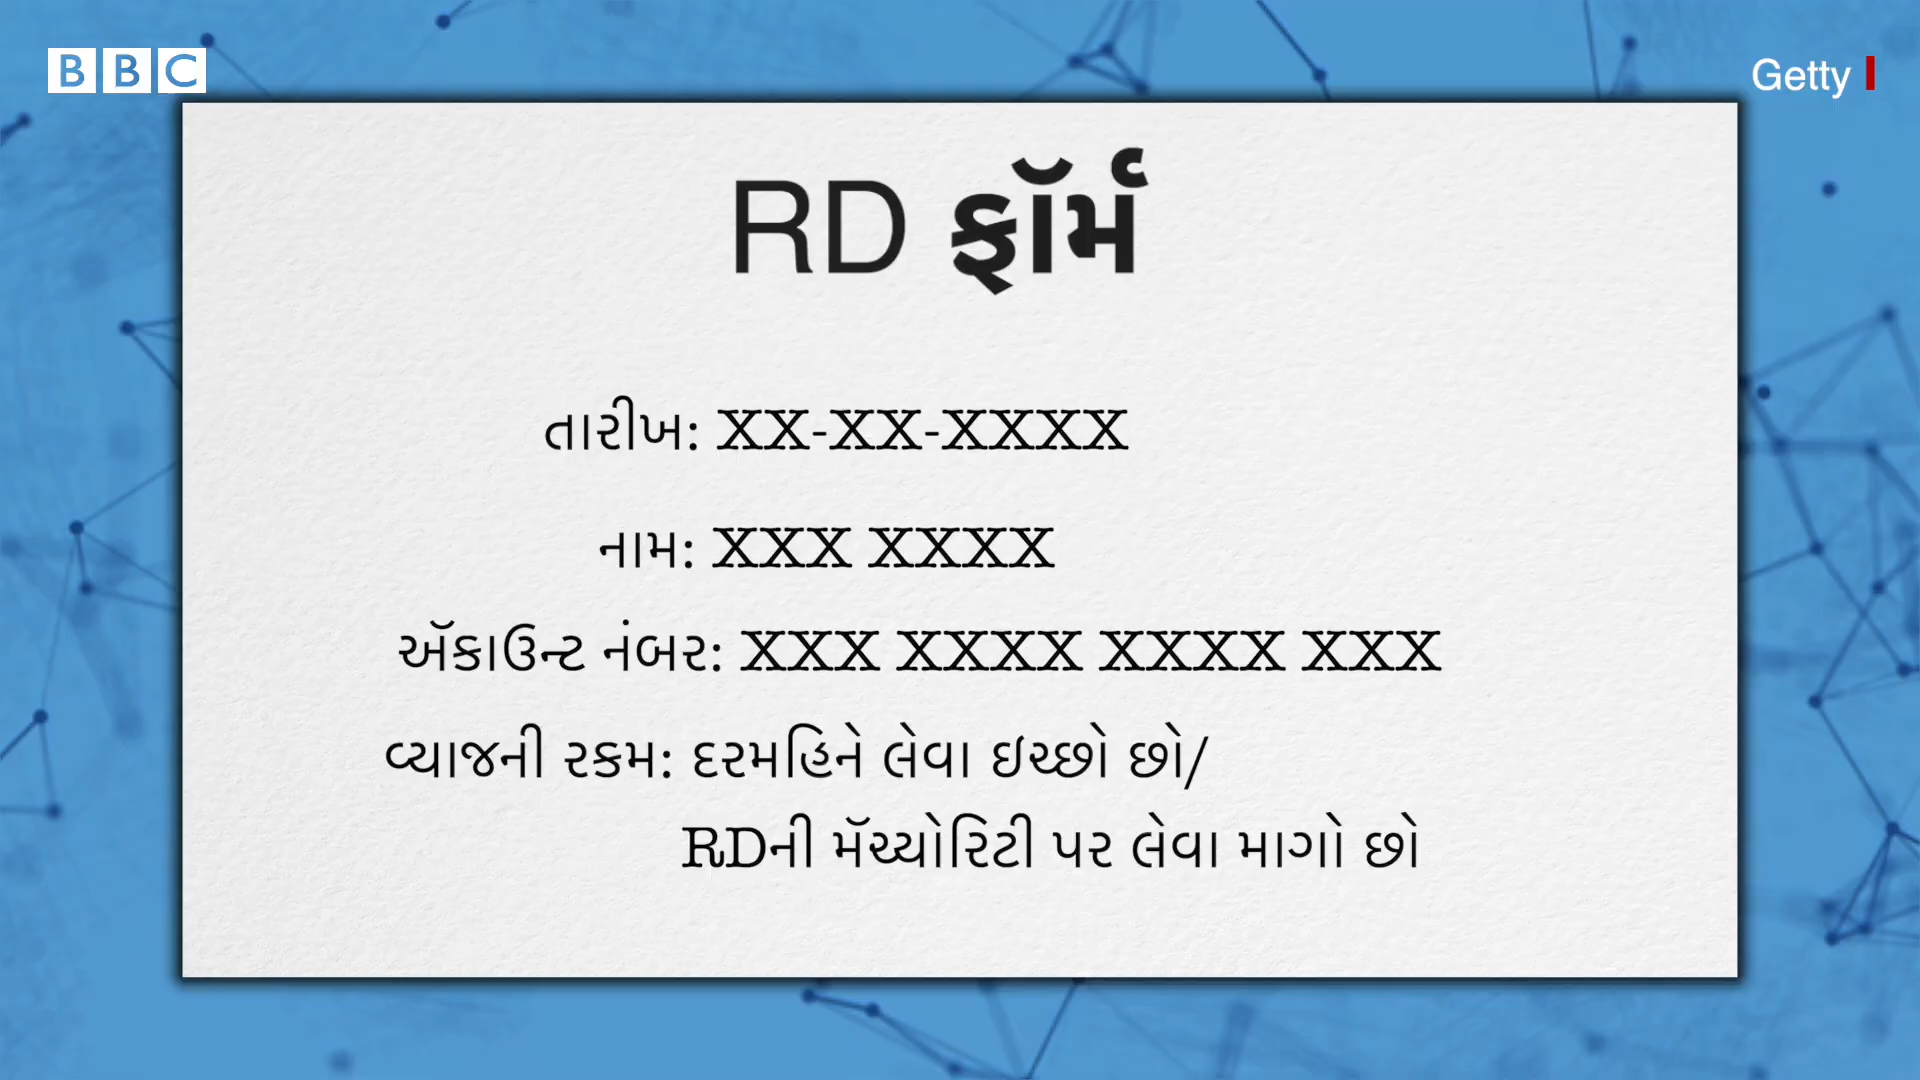 BBC
Getty
RD ફૉર્મ
તારીખ: XX-XX-XXXX
નામ: XXX XXXX
ઍકાઉન્ટ નંબર: XXX XXXX XXXX XXX
વ્યાજની રકમ: દરમહિને લેવા ઇચ્છો છો/
RDની મૅચ્યોરિટી પર લેવા માગો છો